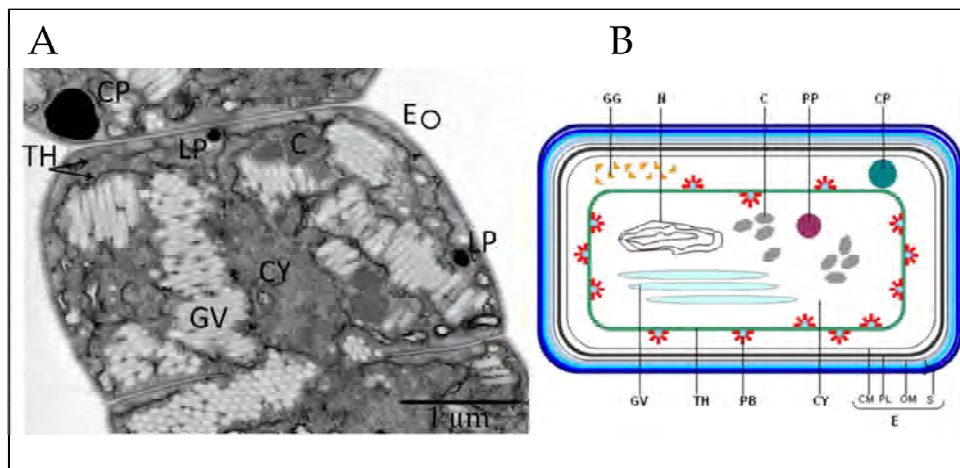 A
B
CP
E
LP
C
TH
LP
CY
GV
1 µm
GG N C PP CP
GV TH PB CY CM PL OM S
E